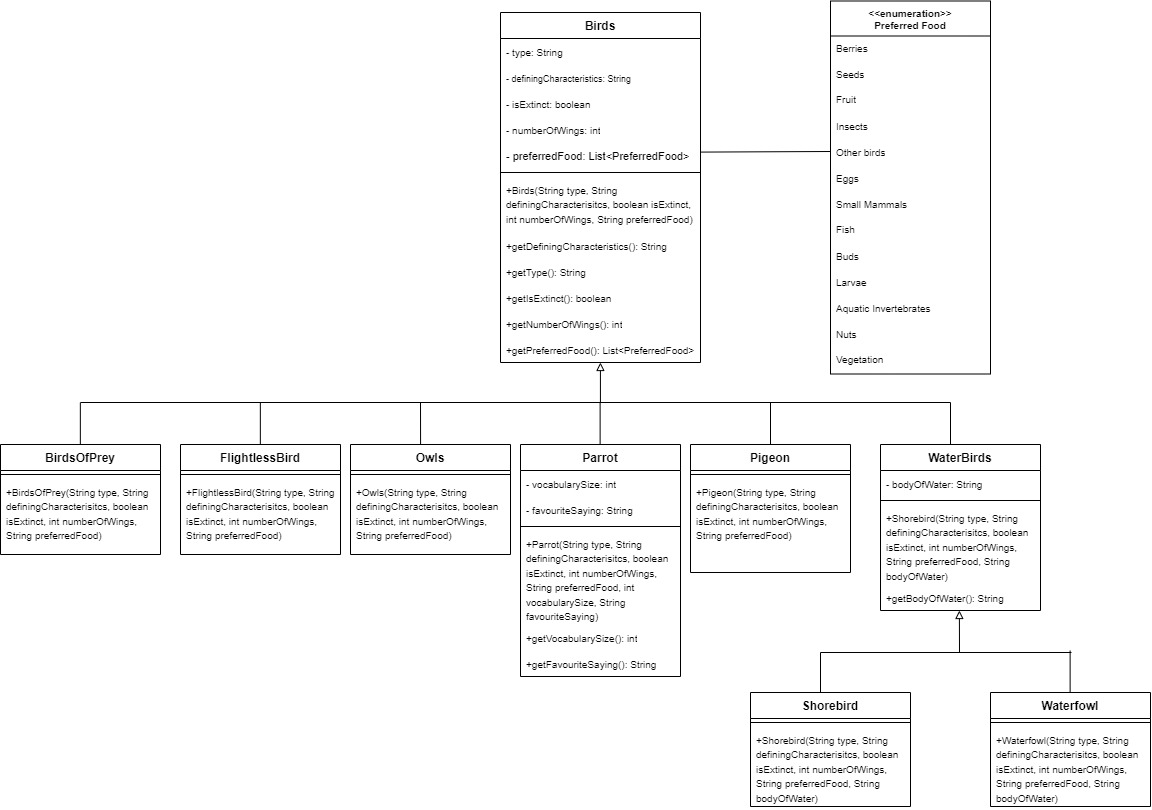 Birds
- type: String
- definingCharacteristics: String
- isExtinct: boolean
- numberOfWings: int
- preferredFood: List<PreferredFood>
+Birds(String type, String
definingCharacterisitcs, boolean isExtinct,
int numberOfWings, String preferredFood)
+getDefiningCharacteristics(): String
+getType(): String
+getIsExtinct(): boolean
+getNumberOfWings(): int
+getPreferredFood(): List<PreferredFood>
<<enumeration>>
Preferred Food
Berries
Seeds
Fruit
Insects
Other birds
Eggs
Small Mammals
Fish
Buds
Larvae
Aquatic Invertebrates
Nuts
Vegetation
BirdsOfPrey
+BirdsOfPrey(String type, String
definingCharacterisitcs, boolean
isExtinct, int numberOfWings,
String preferredFood)
FlightlessBird
+FlightlessBird(String type, String
definingCharacterisitcs, boolean
isExtinct, int numberOfWings,
String preferredFood)
Owls
+Owls(String type, String
definingCharacterisitcs, boolean
isExtinct, int numberOfWings,
String preferredFood)
Parrot
- vocabularySize: int
- favouriteSaying: String
+Parrot(String type, String
definingCharacterisitcs, boolean
isExtinct, int numberOfWings,
String preferredFood, int
vocabularySize, String
favouriteSaying)
+getVocabularySize(): int
+getFavouriteSaying(): String
Pigeon
+Pigeon(String type, String
definingCharacterisitcs, boolean
isExtinct, int numberOfWings,
String preferredFood)
WaterBirds
- bodyOfWater: String
+Shorebird(String type, String
definingCharacterisitcs, boolean
isExtinct, int numberOfWings,
String preferredFood, String
bodyOfWater)
+getBodyOfWater(): String
Shorebird
+Shorebird(String type, String
definingCharacterisitcs, boolean
isExtinct, int numberOfWings,
String preferredFood, String
bodyOfWater)
Waterfowl
+Waterfowl(String type, String
definingCharacterisitcs, boolean
isExtinct, int numberOfWings,
String preferredFood, String
bodyOfWater)